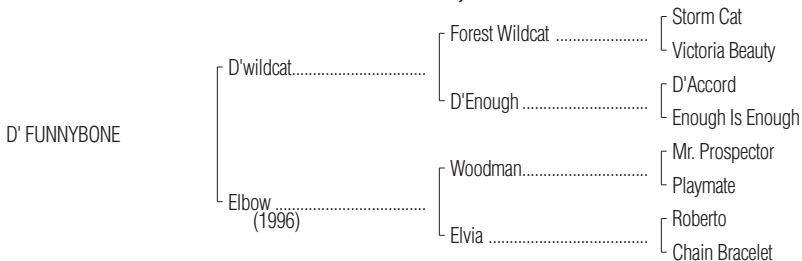 Storm Cat
Forest Wildcat ......................
Victoria Beauty
D'wildcat................................
D'Accord
D'Enough ..............................
Enough Is Enough
D' FUNNYBONE
Mr. Prospector
Woodman..............................
Playmate
Elbow ....................................
(1996)
Roberto
Elvia ......................................
Chain Bracelet